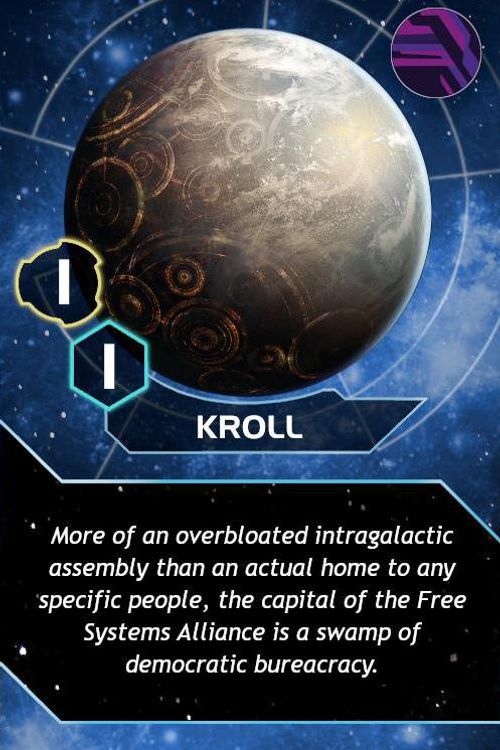 I
I
KROLL
More of an overbloated intragalactic
assembly than an actual home to any
specific people, the capital of the Free
Systems Alliance is a swamp of
democratic bureacracy.